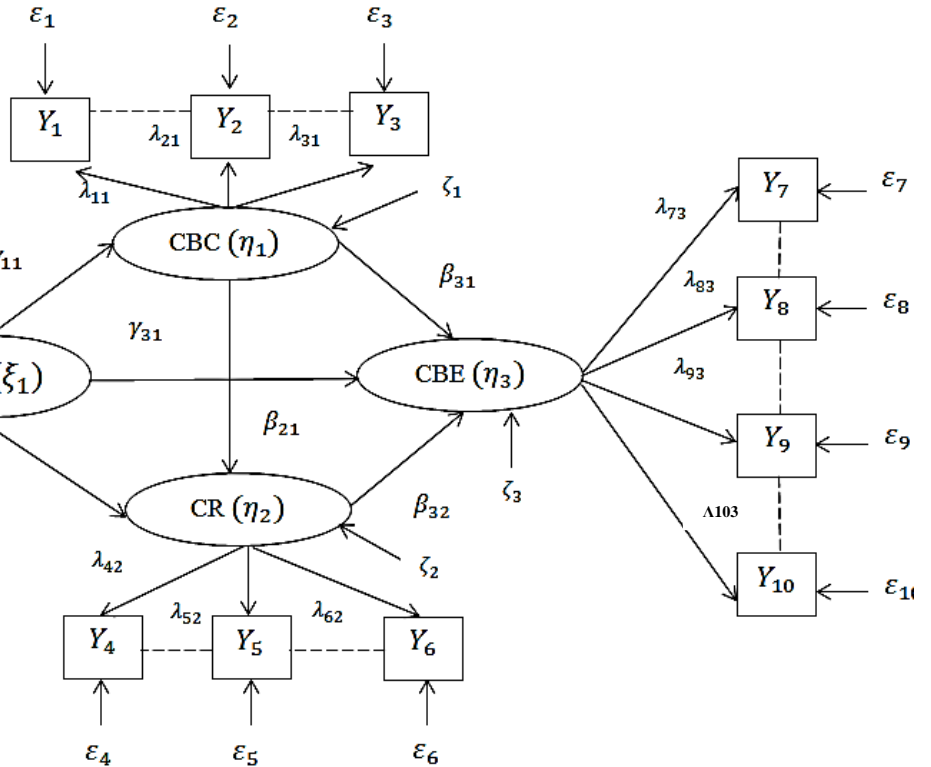 ε₁ ε₂ ε₃
Y₁ Y₂ Y₃
λ₂₁ λ₃₁
λ₁₁ ζ₁
Y₇ ε₇
λ₇₃
CBC (η₁)
₁₁ β₃₁
λ₈₃ Y₈ ε₈
γ₃₁
(ξ₁) CBE (η₃) λ₉₃
β₂₁ Y₉ ε₉
ζ₃
CR (η₂) β₃₂ Λ103
λ₄₂ ζ₂ Y₁₀ ε₁
λ₅₂ λ₆₂
Y₄ Y₅ Y₆
ε₄ ε₅ ε₆